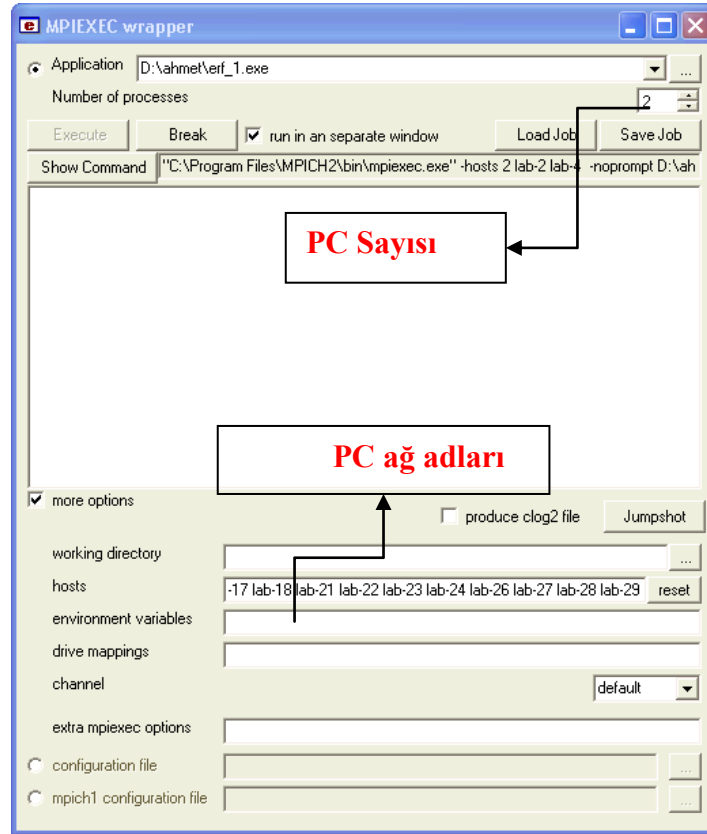 MPIEXEC wrapper
Application D:\ahmet\erf_1.exe ...
Number of processes 2
Execute Break run in an separate window Load Job Save Job
Show Command "C:\Program Files\MPICH2\bin\mpiexec.exe" -hosts 2 lab-2 lab-4 -noprompt D:\ah
PC Sayısı
PC ağ adları
more options
produce clog2 file Jumpshot
working directory ...
hosts -17 lab-18 lab-21 lab-22 lab-23 lab-24 lab-26 lab-27 lab-28 lab-29 reset
environment variables
drive mappings
channel default
extra mpiexec options
configuration file ...
mpich1 configuration file ...